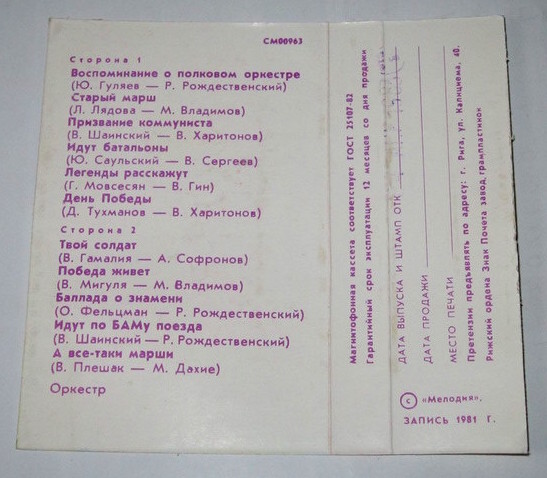 СМ00963
Сторона 1
Воспоминание о полковом оркестре
(Ю. Гуляев — Р. Рождественский)
Старый марш
(Л. Лядова — М. Владимов)
Призвание коммуниста
(В. Шаинский — В. Харитонов)
Идут батальоны
(Ю. Саульский — В. Сергеев)
Легенды расскажут
(Г. Мовсесян — В. Гин)
День Победы
(Д. Тухманов — В. Харитонов)
Сторона 2
Твой солдат
(В. Гамалия — А. Софронов)
Победа живет
(В. Мигуля — М. Владимов)
Баллада о знамени
(О. Фельцман — Р. Рождественский)
Идут по БАМу поезда
(В. Шаинский — Р. Рождественский)
А все-таки марши
(В. Плешак — М. Дахие)
Оркестр
Магнитофонная кассета соответствует ГОСТ 25107-82
Гарантийный срок эксплуатации 12 месяцев со дня продажи
ДАТА ВЫПУСКА И ШТАМП ОТК
ДАТА ПРОДАЖИ
МЕСТО ПЕЧАТИ
Претензии предъявлять по адресу: г. Рига, ул. Капициема, 40.
Рижский ордена Знак Почета завод грампластинок
© «Мелодия»,
ЗАПИСЬ 1981 Г.